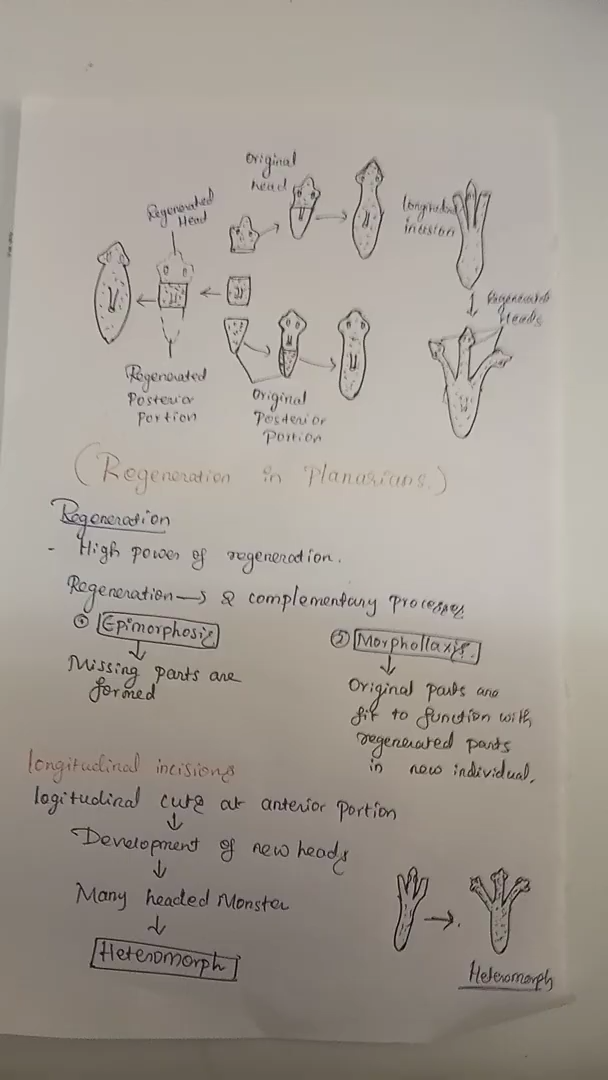 Original
head
Regenerated
Head
longitudinal
incision
Regenerated
Heads
Regenerated
Posterior
Portion
Original
Posterior
Portion
(Regeneration in Planarians.)
Regeneration
- High power of regeneration.
Regeneration → 2 complementary processes
① Epimorphosis
Missing parts are
formed
② Morphollaxis.
Original parts are
fit to function with
regenerated parts
in new individual.
longitudinal incisions
logitudinal cuts at anterior portion
Development of new heads
Many headed Monster
Heteromorph
Heteromorph